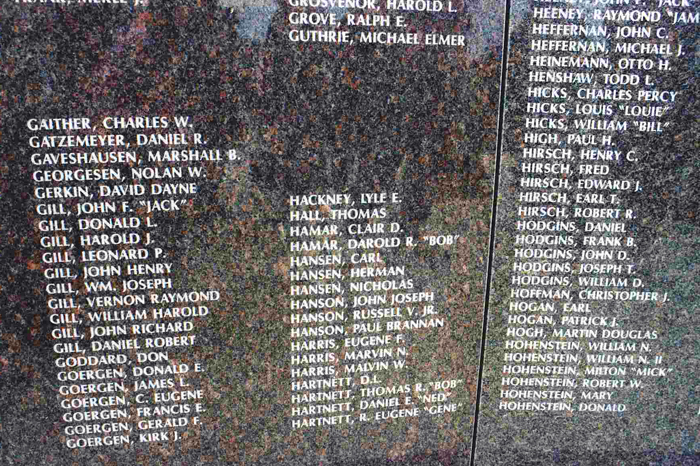 FRANK, MERLE J.
GAITHER, CHARLES W.
GATZEMEYER, DANIEL R.
GAVESHAUSEN, MARSHALL B.
GEORGESEN, NOLAN W.
GERKIN, DAVID DAYNE
GILL, JOHN F. "JACK"
GILL, DONALD L.
GILL, HAROLD J.
GILL, LEONARD P.
GILL, JOHN HENRY
GILL, WM. JOSEPH
GILL, VERNON RAYMOND
GILL, WILLIAM HAROLD
GILL, JOHN RICHARD
GILL, DANIEL ROBERT
GODDARD, DON
GOERGEN, DONALD E.
GOERGEN, JAMES L.
GOERGEN, C. EUGENE
GOERGEN, FRANCIS E.
GOERGEN, GERALD F.
GOERGEN, KIRK J.
GROSVENOR, HAROLD L.
GROVE, RALPH E.
GUTHRIE, MICHAEL ELMER
HACKNEY, LYLE E.
HALL, THOMAS
HAMAR, CLAIR D.
HAMAR, DAROLD R. "BOB"
HANSEN, CARL
HANSEN, HERMAN
HANSEN, NICHOLAS
HANSON, JOHN JOSEPH
HANSON, RUSSELL V. JR.
HANSON, PAUL BRANNAN
HARRIS, EUGENE F.
HARRIS, MARVIN N.
HARRIS, MALVIN W.
HARTNETT, D.L.
HARTNETT, THOMAS R. "BOB"
HARTNETT, DANIEL E. "NED"
HARTNETT, R. EUGENE "GENE"
HEENEY, RAYMOND "JAM
HEFFERNAN, JOHN C.
HEFFERNAN, MICHAEL J.
HEINEMANN, OTTO H.
HENSHAW, TODD L.
HICKS, CHARLES PERCY
HICKS, LOUIS "LOUIE"
HICKS, WILLIAM "BILL"
HIGH, PAUL H.
HIRSCH, HENRY C.
HIRSCH, FRED
HIRSCH, EDWARD J.
HIRSCH, EARL T.
HIRSCH, ROBERT R.
HODGINS, DANIEL
HODGINS, FRANK B.
HODGINS, JOHN D.
HODGINS, JOSEPH T.
HODGINS, WILLIAM D.
HOFFMAN, CHRISTOPHER J.
HOGAN, EARL
HOGAN, PATRICK J.
HOGH, MARTIN DOUGLAS
HOHENSTEIN, WILLIAM N.
HOHENSTEIN, WILLIAM N. II
HOHENSTEIN, MILTON "MICK"
HOHENSTEIN, ROBERT W.
HOHENSTEIN, MARY
HOHENSTEIN, DONALD